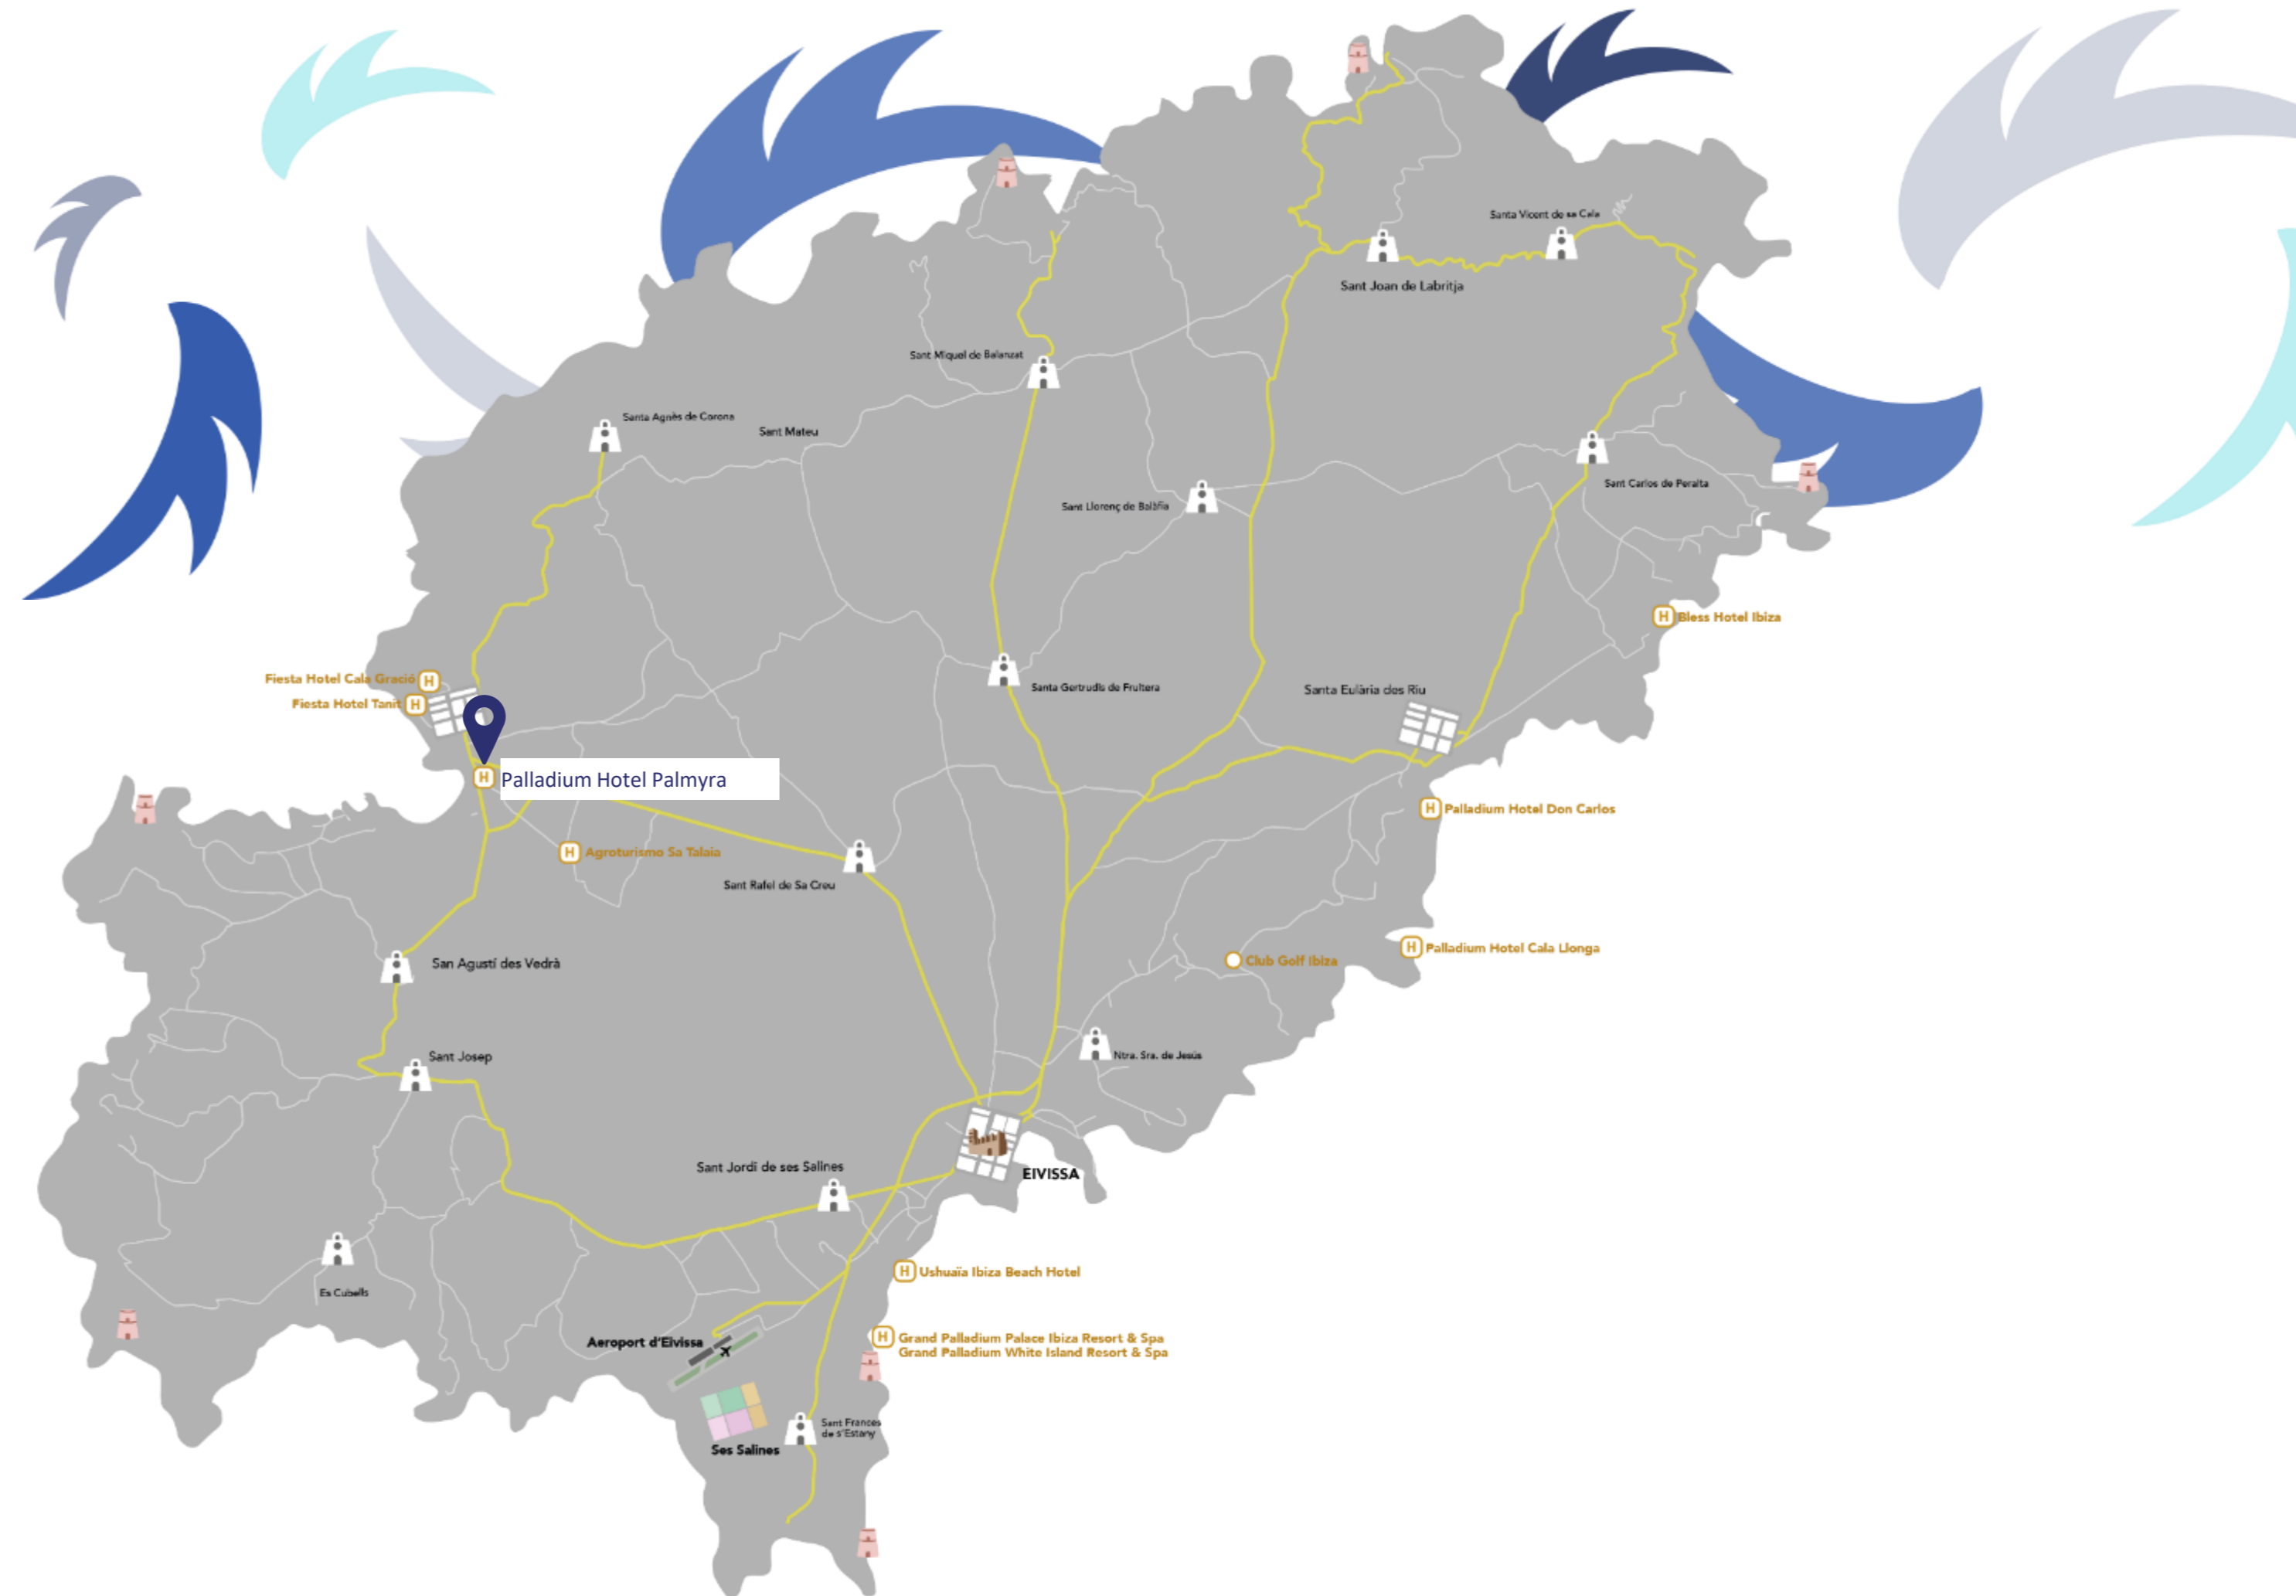 Santa Vicent de sa Cala
Sant Joan de Labritja
Sant Miquel de Balanzat
Santa Agnès de Corona
Sant Mateu
Sant Carlos de Peralta
Sant Llorenç de Balàfia
H Bless Hotel Ibiza
Fiesta Hotel Cala Gració H
Santa Gertrudis de Fruitera
Santa Eulària des Riu
Fiesta Hotel Tanit H
H Palladium Hotel Palmyra
H Palladium Hotel Don Carlos
H Agroturismo Sa Talaia
Sant Rafel de Sa Creu
H Palladium Hotel Cala Llonga
Club Golf Ibiza
San Agustí des Vedrà
Sant Josep
Ntra. Sra. de Jesús
Sant Jordi de ses Salines
EIVISSA
H Ushuaïa Ibiza Beach Hotel
Es Cubells
Aeroport d'Eivissa
H Grand Palladium Palace Ibiza Resort & Spa
Grand Palladium White Island Resort & Spa
Sant Frances
de s'Estany
Ses Salines